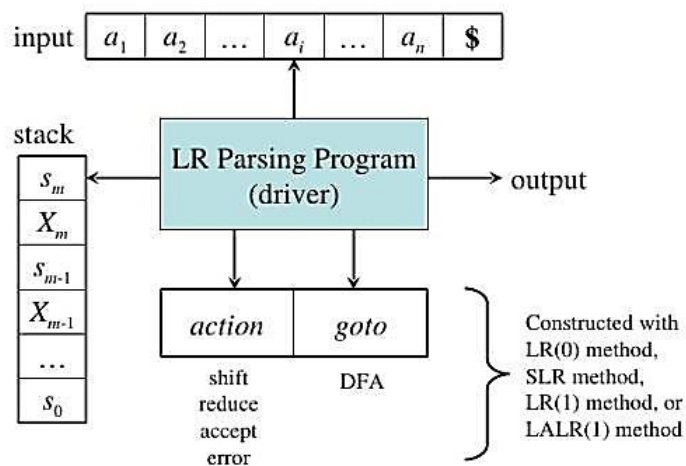 input a₁ a₂ … aᵢ … aₙ $
stack
LR Parsing Program
(driver)
output
sₘ
Xₘ
sₘ₋₁
Xₘ₋₁
…
s₀
action goto
shift
reduce
accept
error
DFA
Constructed with
LR(0) method,
SLR method,
LR(1) method, or
LALR(1) method